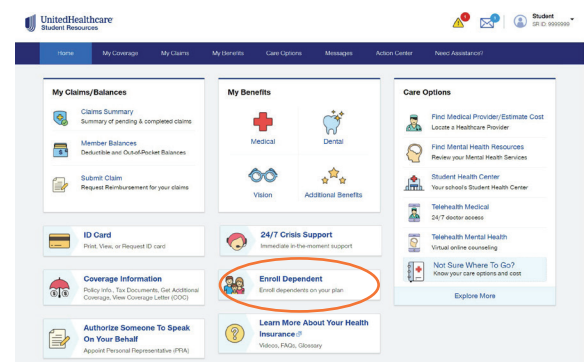 UnitedHealthcare
Student Resources
Student
SR ID: 9999999
Home My Coverage My Claims My Benefits Care Options Messages Action Center Need Assistance?
My Claims/Balances
Claims Summary
Summary of pending & completed claims
Member Balances
Deductible and Out-of-Pocket Balances
Submit Claim
Request Reimbursement for your claims
My Benefits
Medical
Dental
Vision
Additional Benefits
Care Options
Find Medical Provider/Estimate Cost
Locate a Healthcare Provider
Find Mental Health Resources
Review your Mental Health Services
Student Health Center
Your school's Student Health Center
Telehealth Medical
24/7 doctor access
Telehealth Mental Health
Virtual online counseling
Not Sure Where To Go?
Know your care options and cost
Explore More
ID Card
Print, View, or Request ID card
24/7 Crisis Support
Immediate in-the-moment support
Coverage Information
Policy Info, Tax Documents, Get Additional
Coverage, View Coverage Letter (COC)
Enroll Dependent
Enroll dependents on your plan
Authorize Someone To Speak
On Your Behalf
Appoint Personal Representative (PRA)
Learn More About Your Health
Insurance
Videos, FAQs, Glossary